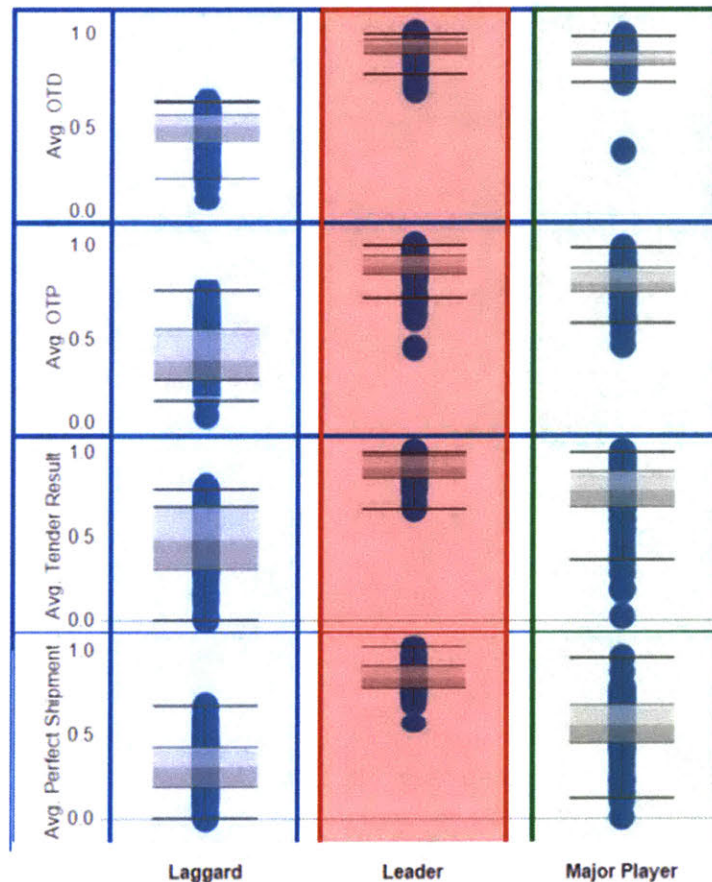 1 0
Avg. OTD
0 5
0.0
1 0
Avg. OTP
0 5
0 0
1 0
Avg. Tender Result
0 5
0.0
1 0
Avg. Perfect Shipment
0 5
0.0
Laggard Leader Major Player